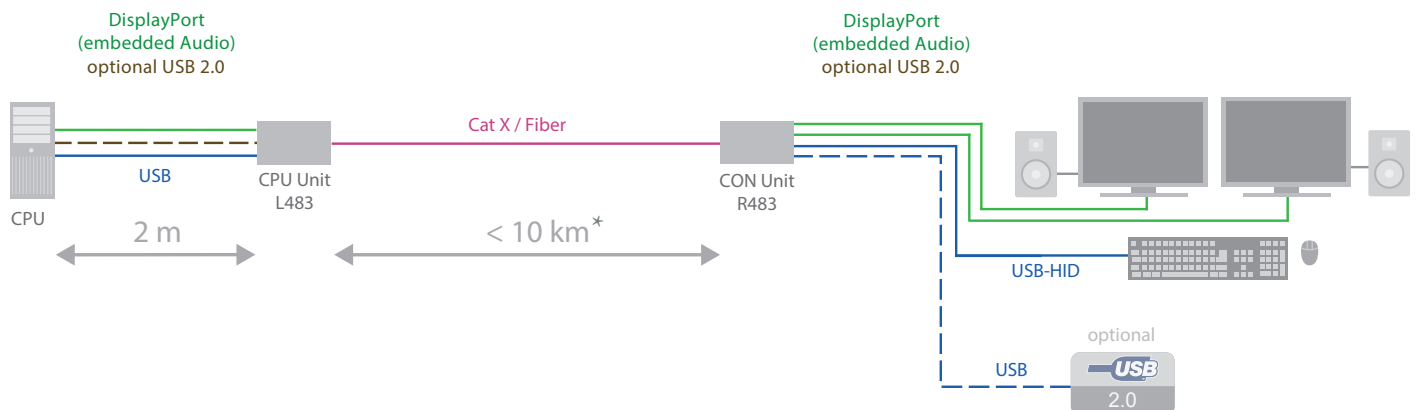 DisplayPort
(embedded Audio)
optional USB 2.0
DisplayPort
(embedded Audio)
optional USB 2.0
Cat X / Fiber
USB
CPU Unit
L483
CON Unit
R483
CPU
2 m
< 10 km*
USB-HID
optional
USB
USB
2.0